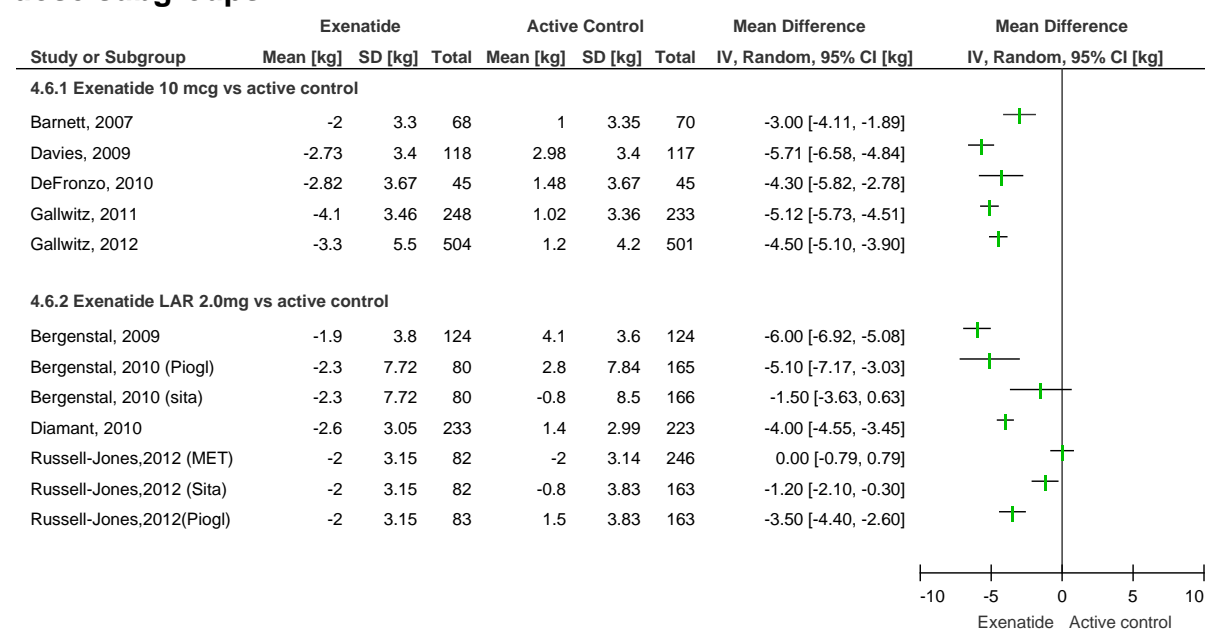 dose subgroups
Exenatide Active Control Mean Difference Mean Difference
Study or Subgroup Mean [kg] SD [kg] Total Mean [kg] SD [kg] Total IV, Random, 95% CI [kg] IV, Random, 95% CI [kg]
4.6.1 Exenatide 10 mcg vs active control
Barnett, 2007 -2 3.3 68 1 3.35 70 -3.00 [-4.11, -1.89]
Davies, 2009 -2.73 3.4 118 2.98 3.4 117 -5.71 [-6.58, -4.84]
DeFronzo, 2010 -2.82 3.67 45 1.48 3.67 45 -4.30 [-5.82, -2.78]
Gallwitz, 2011 -4.1 3.46 248 1.02 3.36 233 -5.12 [-5.73, -4.51]
Gallwitz, 2012 -3.3 5.5 504 1.2 4.2 501 -4.50 [-5.10, -3.90]
4.6.2 Exenatide LAR 2.0mg vs active control
Bergenstal, 2009 -1.9 3.8 124 4.1 3.6 124 -6.00 [-6.92, -5.08]
Bergenstal, 2010 (Piogl) -2.3 7.72 80 2.8 7.84 165 -5.10 [-7.17, -3.03]
Bergenstal, 2010 (sita) -2.3 7.72 80 -0.8 8.5 166 -1.50 [-3.63, 0.63]
Diamant, 2010 -2.6 3.05 233 1.4 2.99 223 -4.00 [-4.55, -3.45]
Russell-Jones,2012 (MET) -2 3.15 82 -2 3.14 246 0.00 [-0.79, 0.79]
Russell-Jones,2012 (Sita) -2 3.15 82 -0.8 3.83 163 -1.20 [-2.10, -0.30]
Russell-Jones,2012(Piogl) -2 3.15 83 1.5 3.83 163 -3.50 [-4.40, -2.60]
-10 -5 0 5 10
Exenatide Active control